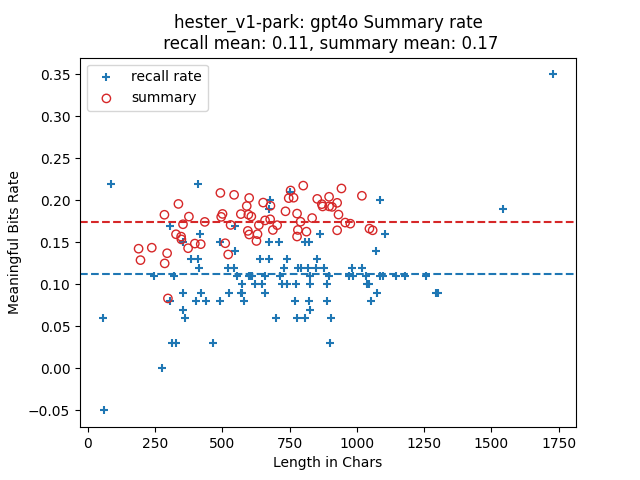 hester_v1-park: gpt4o Summary rate
recall mean: 0.11, summary mean: 0.17
recall rate
summary
Meaningful Bits Rate
0.35
0.30
0.25
0.20
0.15
0.10
0.05
0.00
−0.05
0 250 500 750 1000 1250 1500 1750
Length in Chars